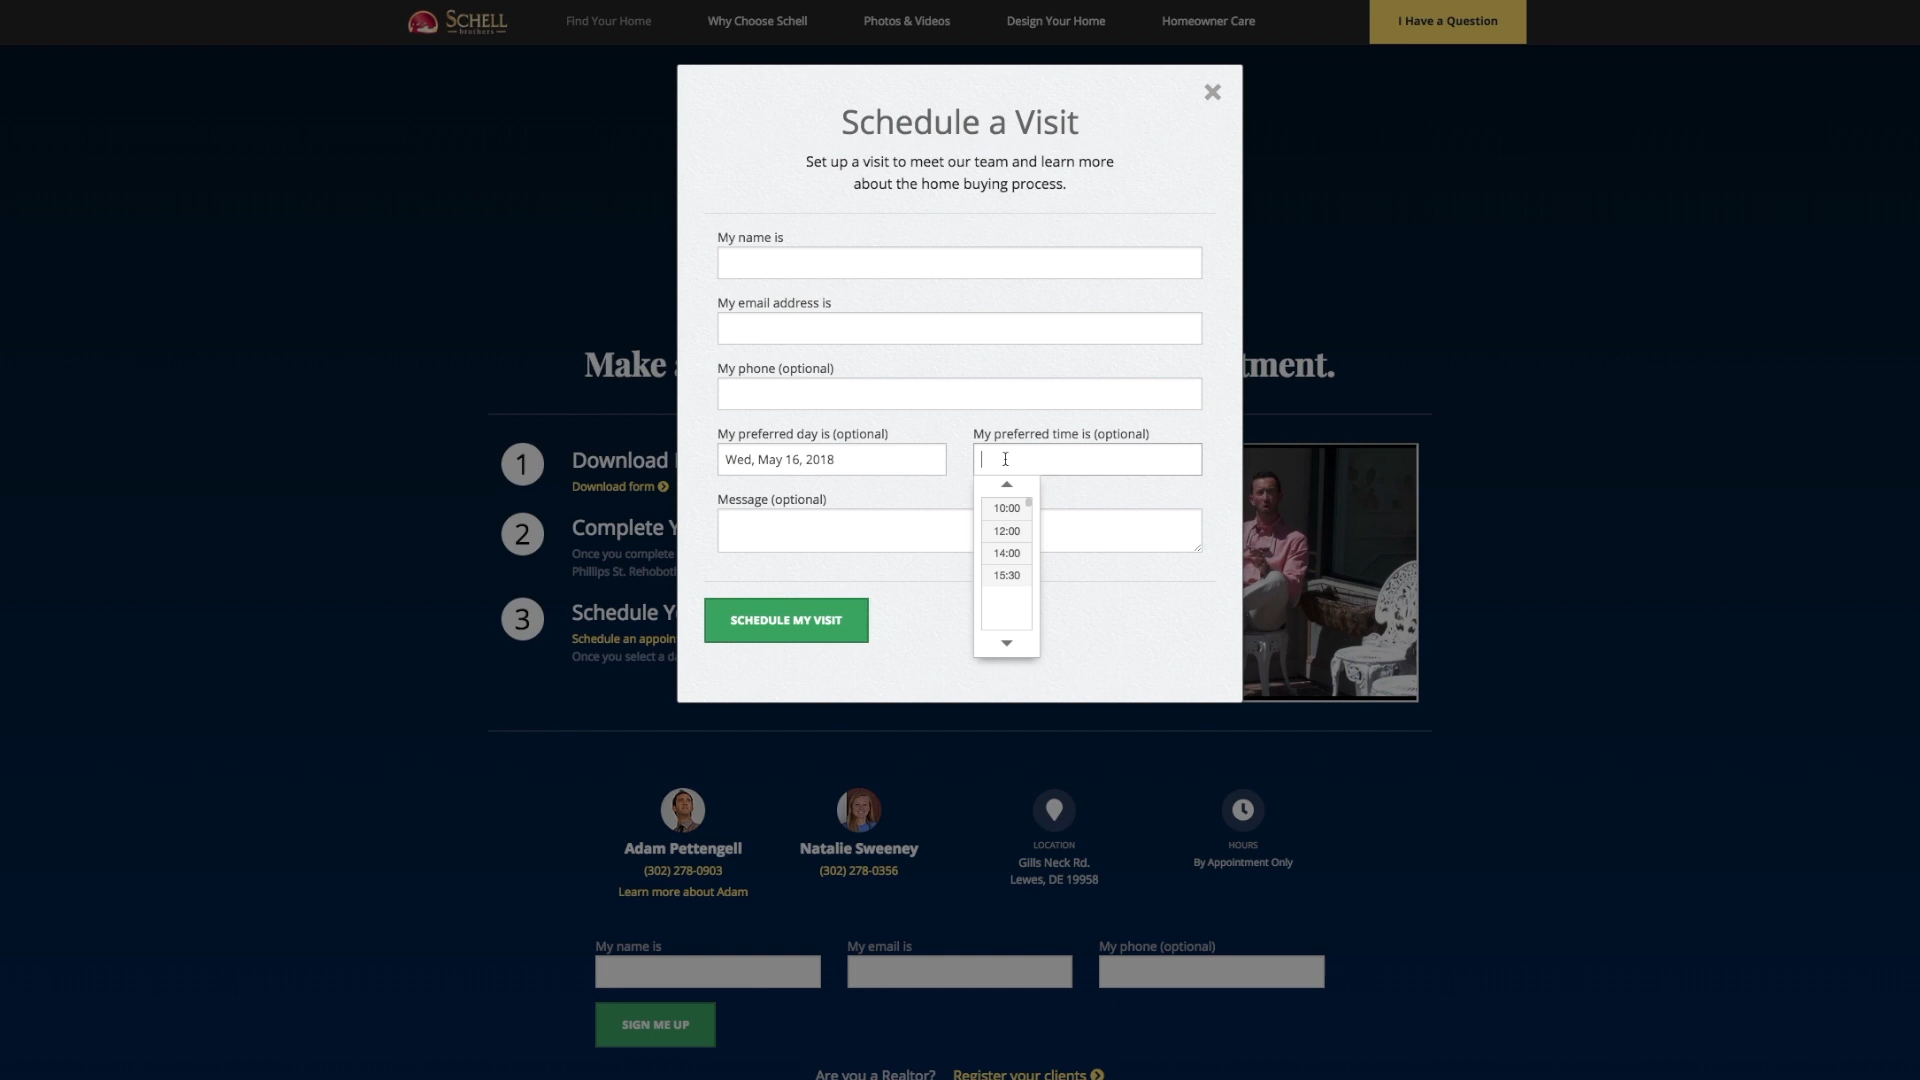 SCHELL
brothers
Find Your Home
Why Choose Schell
Photos & Videos
Design Your Home
Homeowner Care
I Have a Question
Schedule a Visit
Set up a visit to meet our team and learn more
about the home buying process.
My name is
My email address is
My phone (optional)
My preferred day is (optional)
My preferred time is (optional)
Wed, May 16, 2018
10:00
12:00
14:00
15:30
Message (optional)
SCHEDULE MY VISIT
Make
tment.
1
Download
Download form
2
Complete Y
Once you complete
Phillips St. Rehobot
3
Schedule Y
Schedule an appoin
Once you select a d
Adam Pettengell
(302) 278-0903
Learn more about Adam
Natalie Sweeney
(302) 278-0356
LOCATION
Gills Neck Rd.
Lewes, DE 19958
HOURS
By Appointment Only
My name is
My email is
My phone (optional)
SIGN ME UP
Are you a Realtor? Register your clients